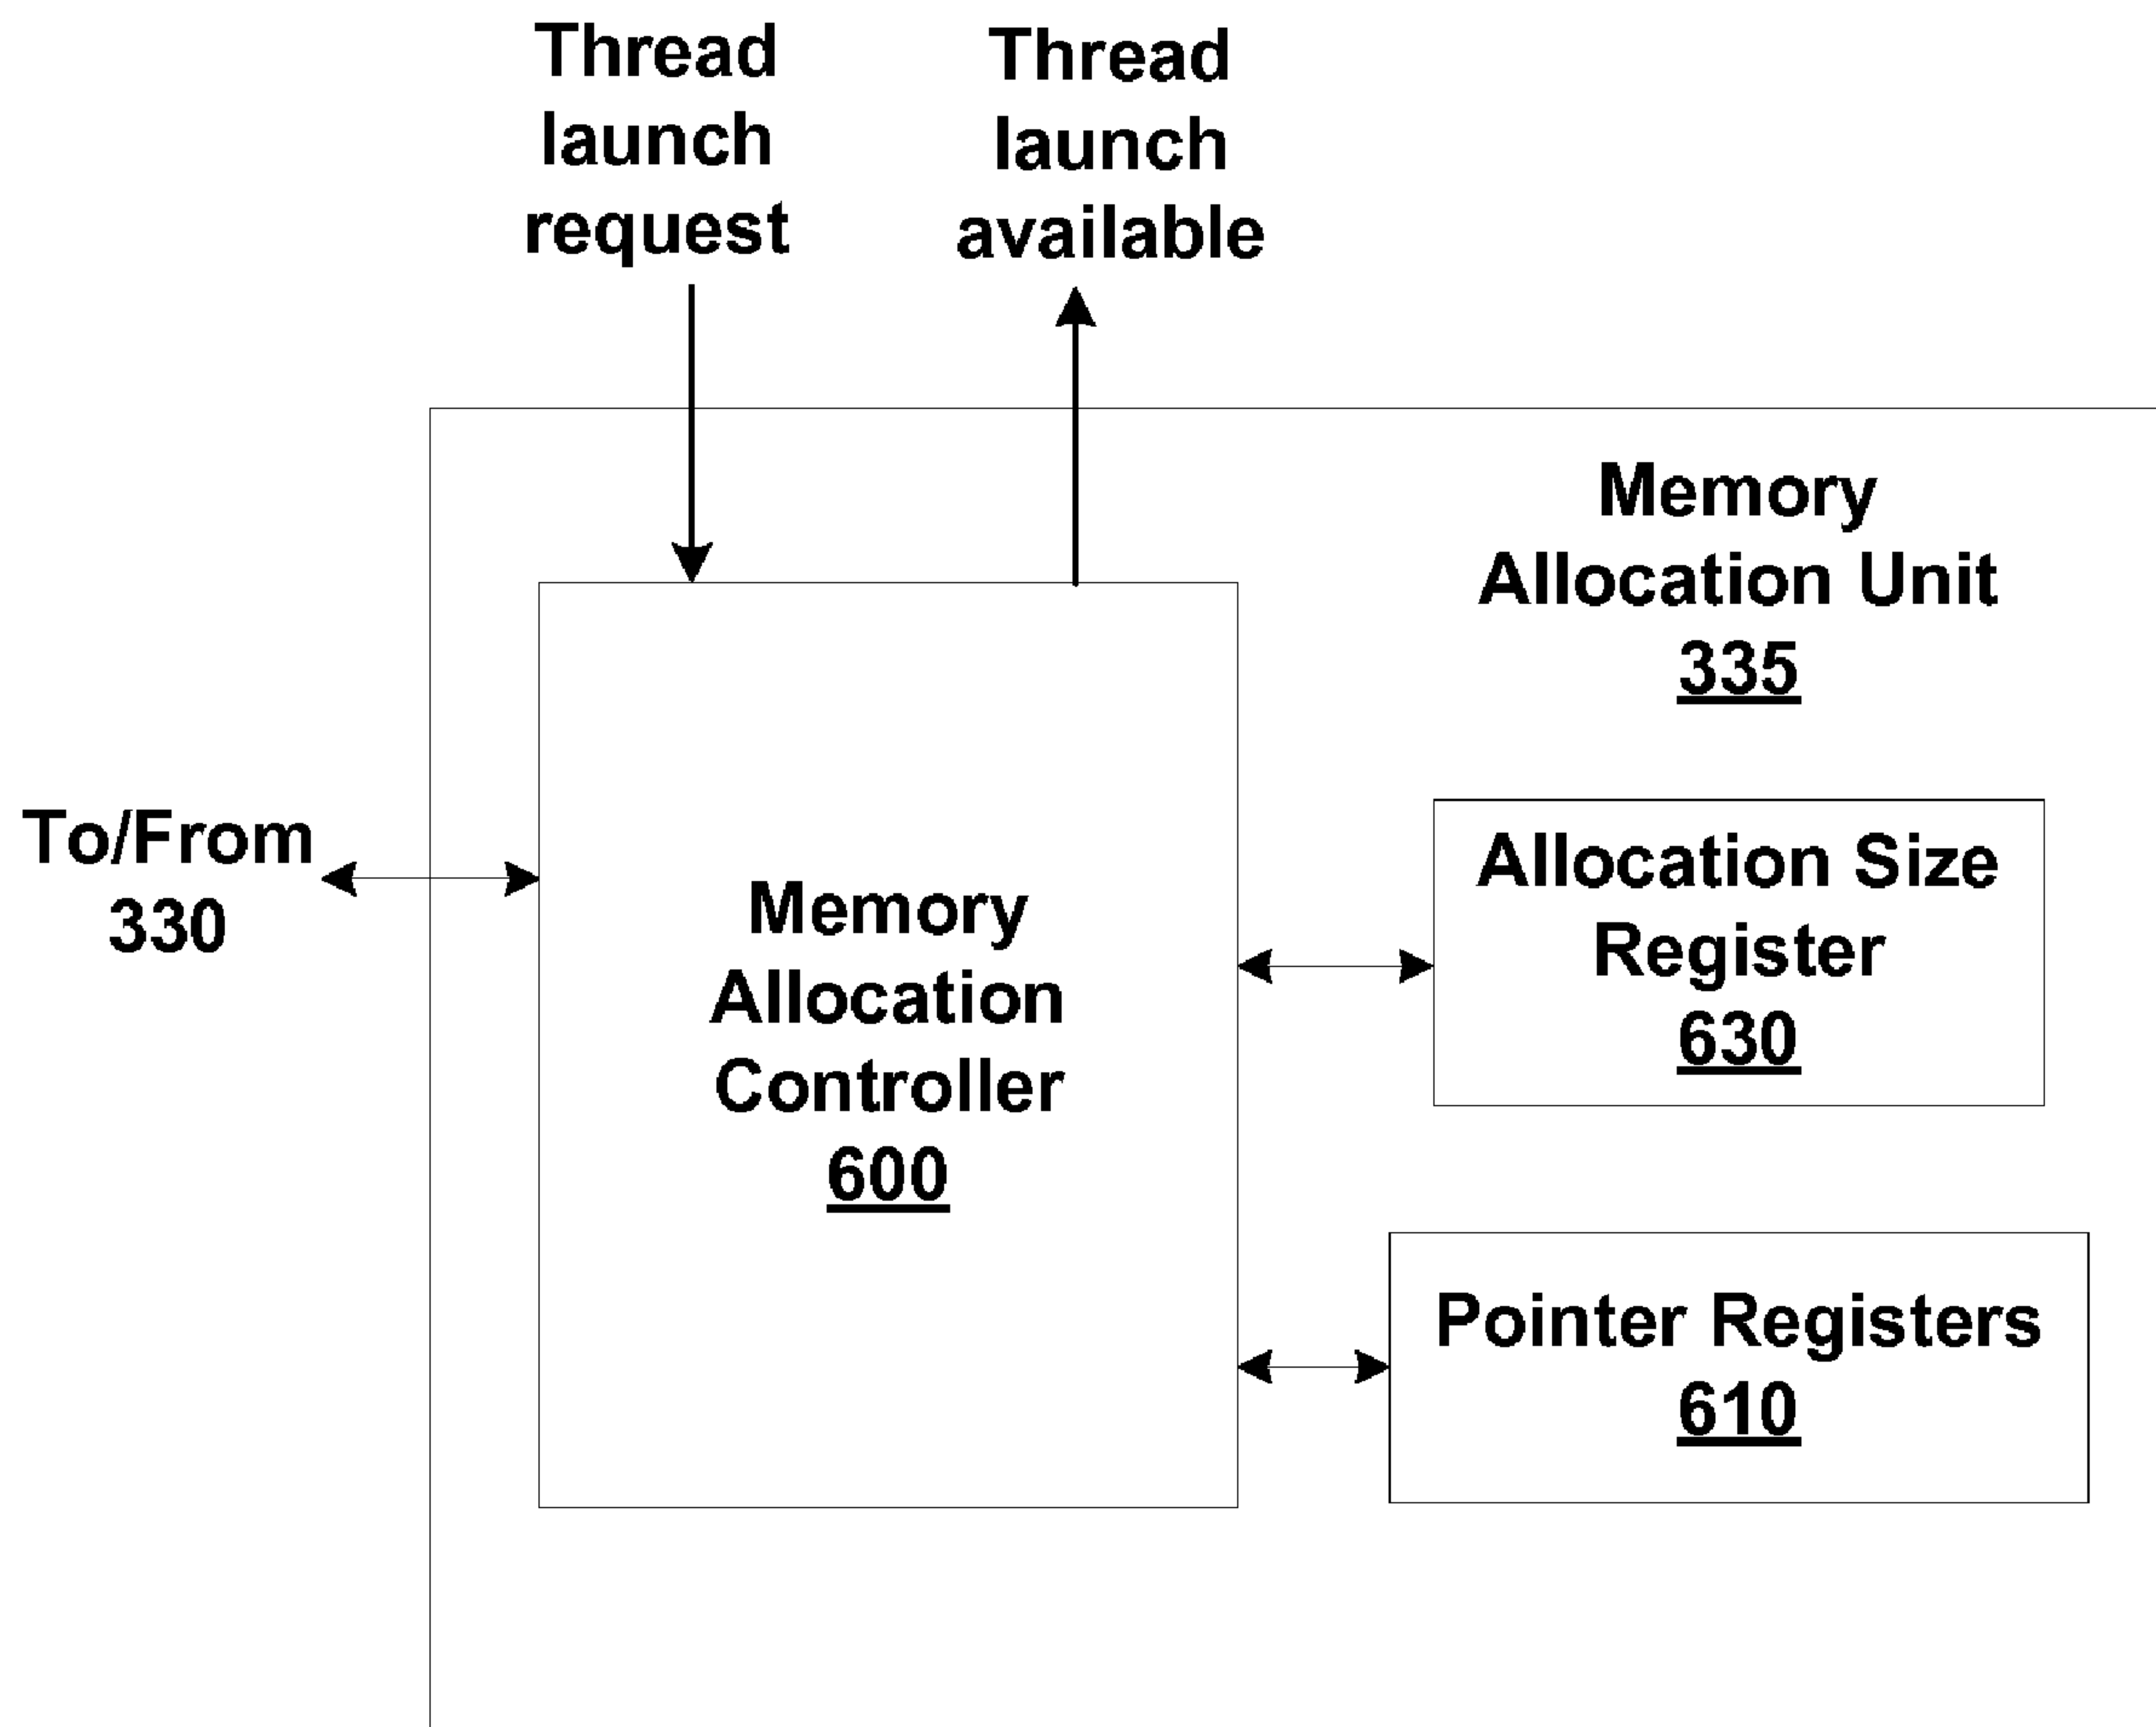 Thread
launch
request
Thread
launch
available
Memory
Allocation Unit
335
To/From
330
Memory
Allocation
Controller
600
Allocation Size
Register
630
Pointer Registers
610